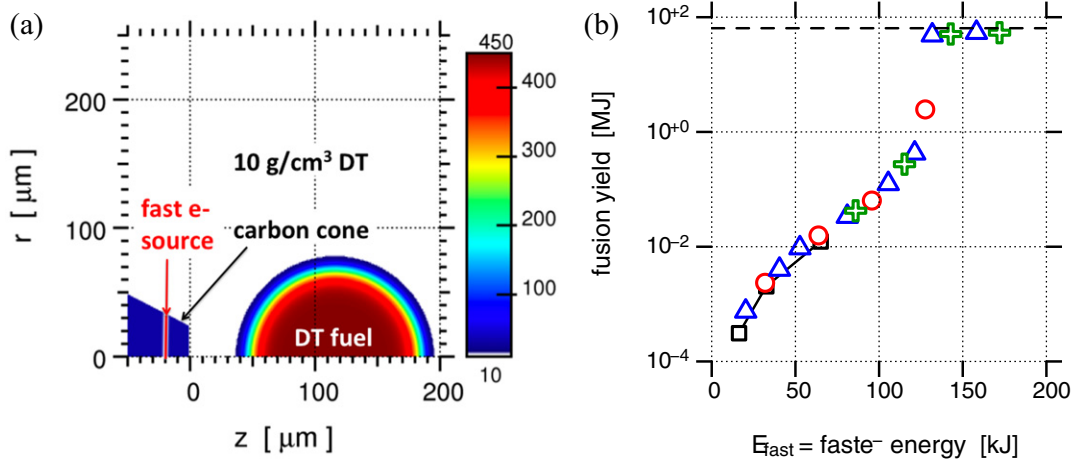 (a)
200
100
0
r [ μm ]
0
100
200
z [ μm ]
10 g/cm³ DT
fast e-
source
carbon cone
DT fuel
450
400
300
200
100
10
(b)
10⁺²
10⁺⁰
10⁻²
10⁻⁴
fusion yield [MJ]
0
50
100
150
200
E_fast = faste⁻ energy [kJ]